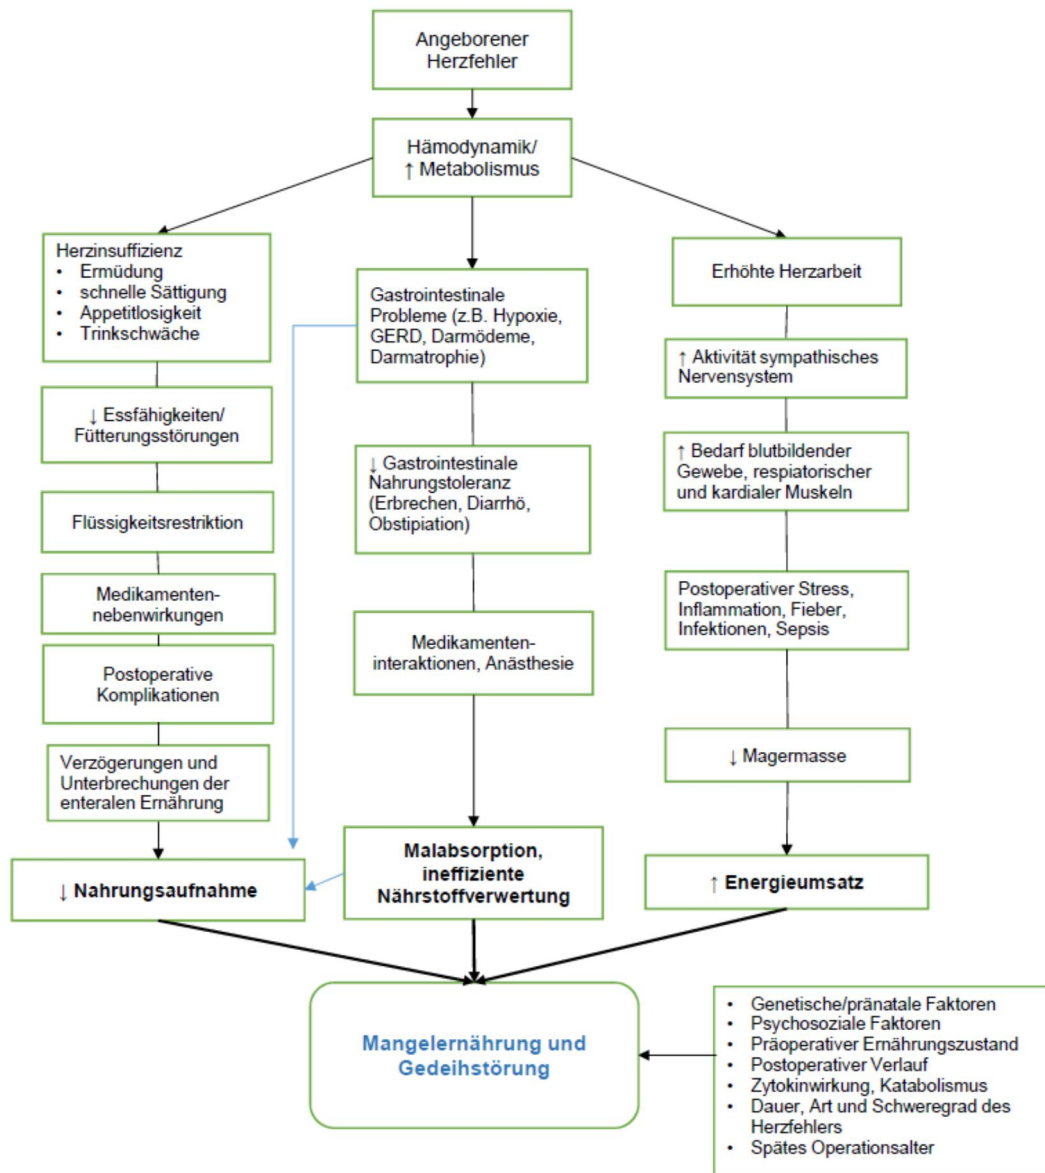 Angeborener
Herzfehler
Hämodynamik/
↑ Metabolismus
Herzinsuffizienz
• Ermüdung
• schnelle Sättigung
• Appetitlosigkeit
• Trinkschwäche
↓ Essfähigkeiten/
Fütterungsstörungen
Flüssigkeitsrestriktion
Medikamenten-
nebenwirkungen
Postoperative
Komplikationen
Verzögerungen und
Unterbrechungen der
enteralen Ernährung
↓ Nahrungsaufnahme
Gastrointestinale
Probleme (z.B. Hypoxie,
GERD, Darmödeme,
Darmatrophie)
↓ Gastrointestinale
Nahrungstoleranz
(Erbrechen, Diarrhö,
Obstipiation)
Medikamenten-
interaktionen, Anästhesie
Malabsorption,
ineffiziente
Nährstoffverwertung
Erhöhte Herzarbeit
↑ Aktivität sympathisches
Nervensystem
↑ Bedarf blutbildender
Gewebe, respiatorischer
und kardialer Muskeln
Postoperativer Stress,
Inflammation, Fieber,
Infektionen, Sepsis
↓ Magermasse
↑ Energieumsatz
Mangelernährung und
Gedeihstörung
• Genetische/pränatale Faktoren
• Psychosoziale Faktoren
• Präoperativer Ernährungszustand
• Postoperativer Verlauf
• Zytokinwirkung, Katabolismus
• Dauer, Art und Schweregrad des
Herzfehlers
• Spätes Operationsalter